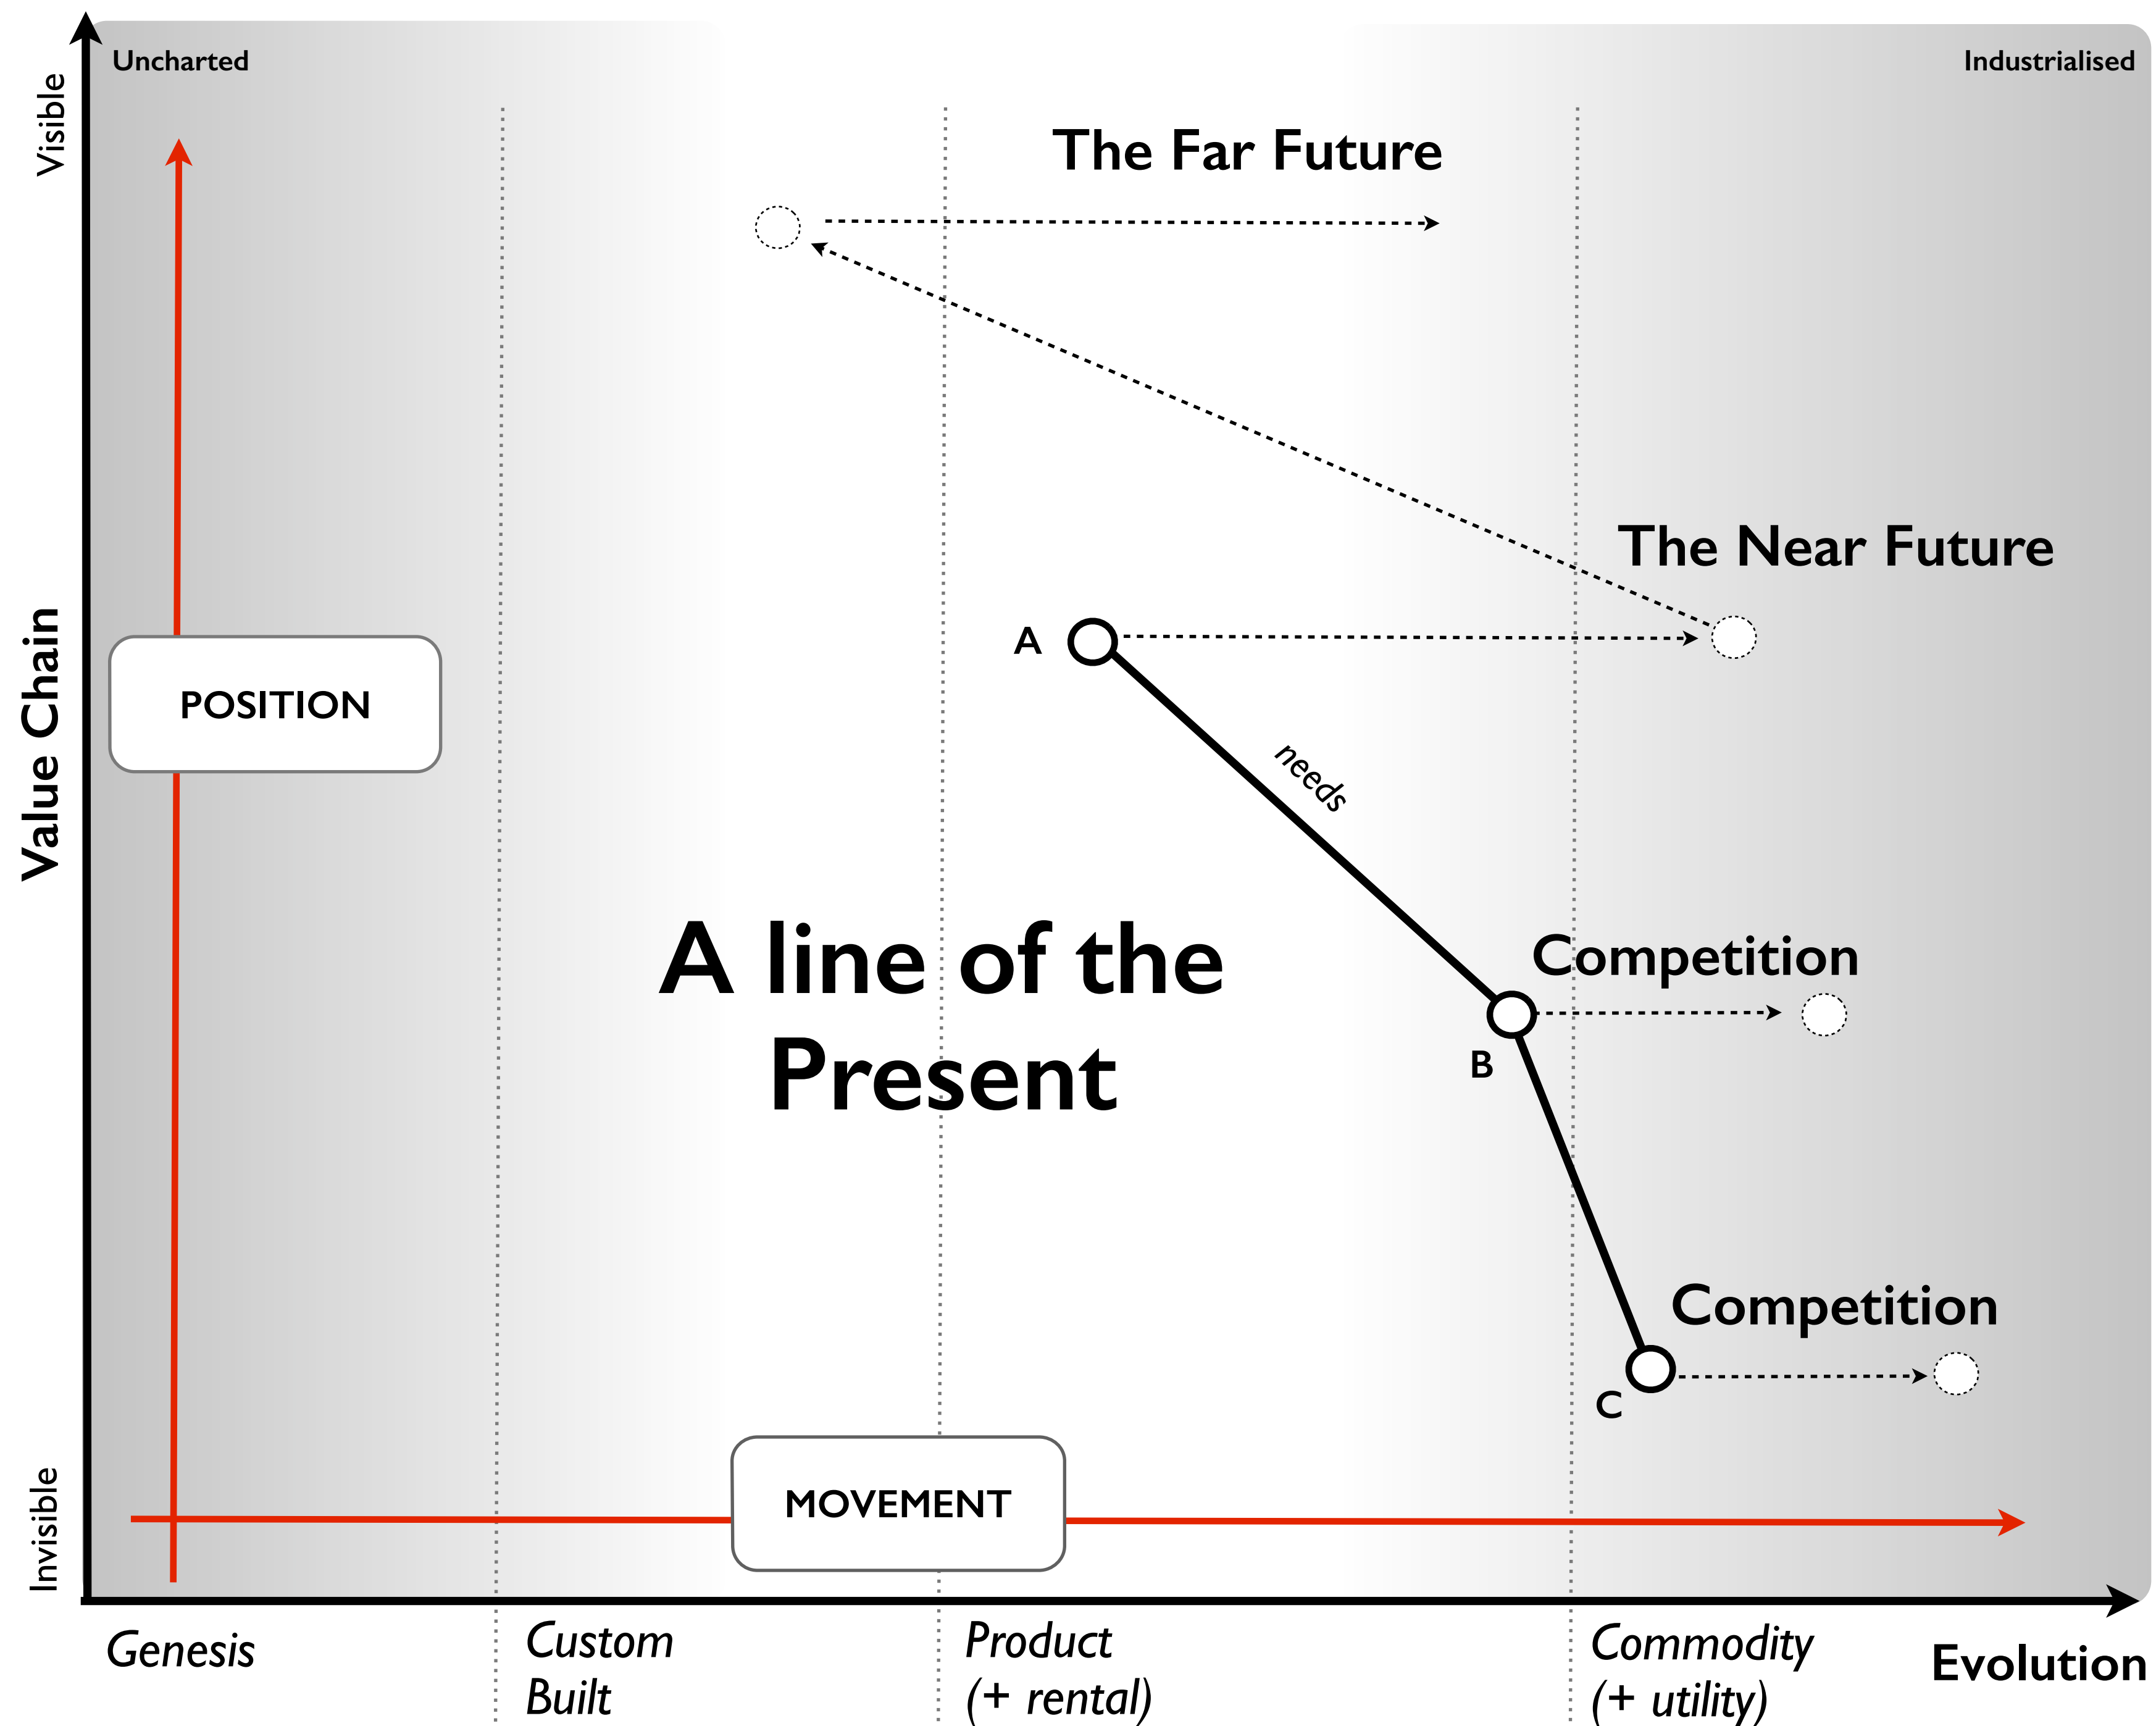 Uncharted
Industrialised
Visible
The Far Future
The Near Future
A
Value Chain
POSITION
needs
A line of the
Present
Competition
B
Competition
C
Invisible
MOVEMENT
Genesis
Custom
Built
Product
(+ rental)
Commodity
(+ utility)
Evolution